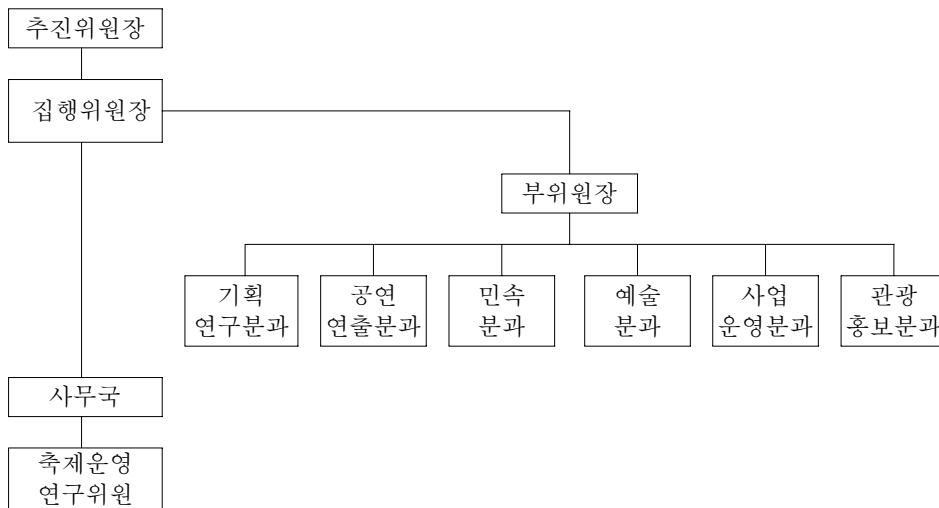 추진위원장
집행위원장
부위원장
기획
연구분과
공연
연출분과
민속
분과
예술
분과
사업
운영분과
관광
홍보분과
사무국
축제운영
연구위원